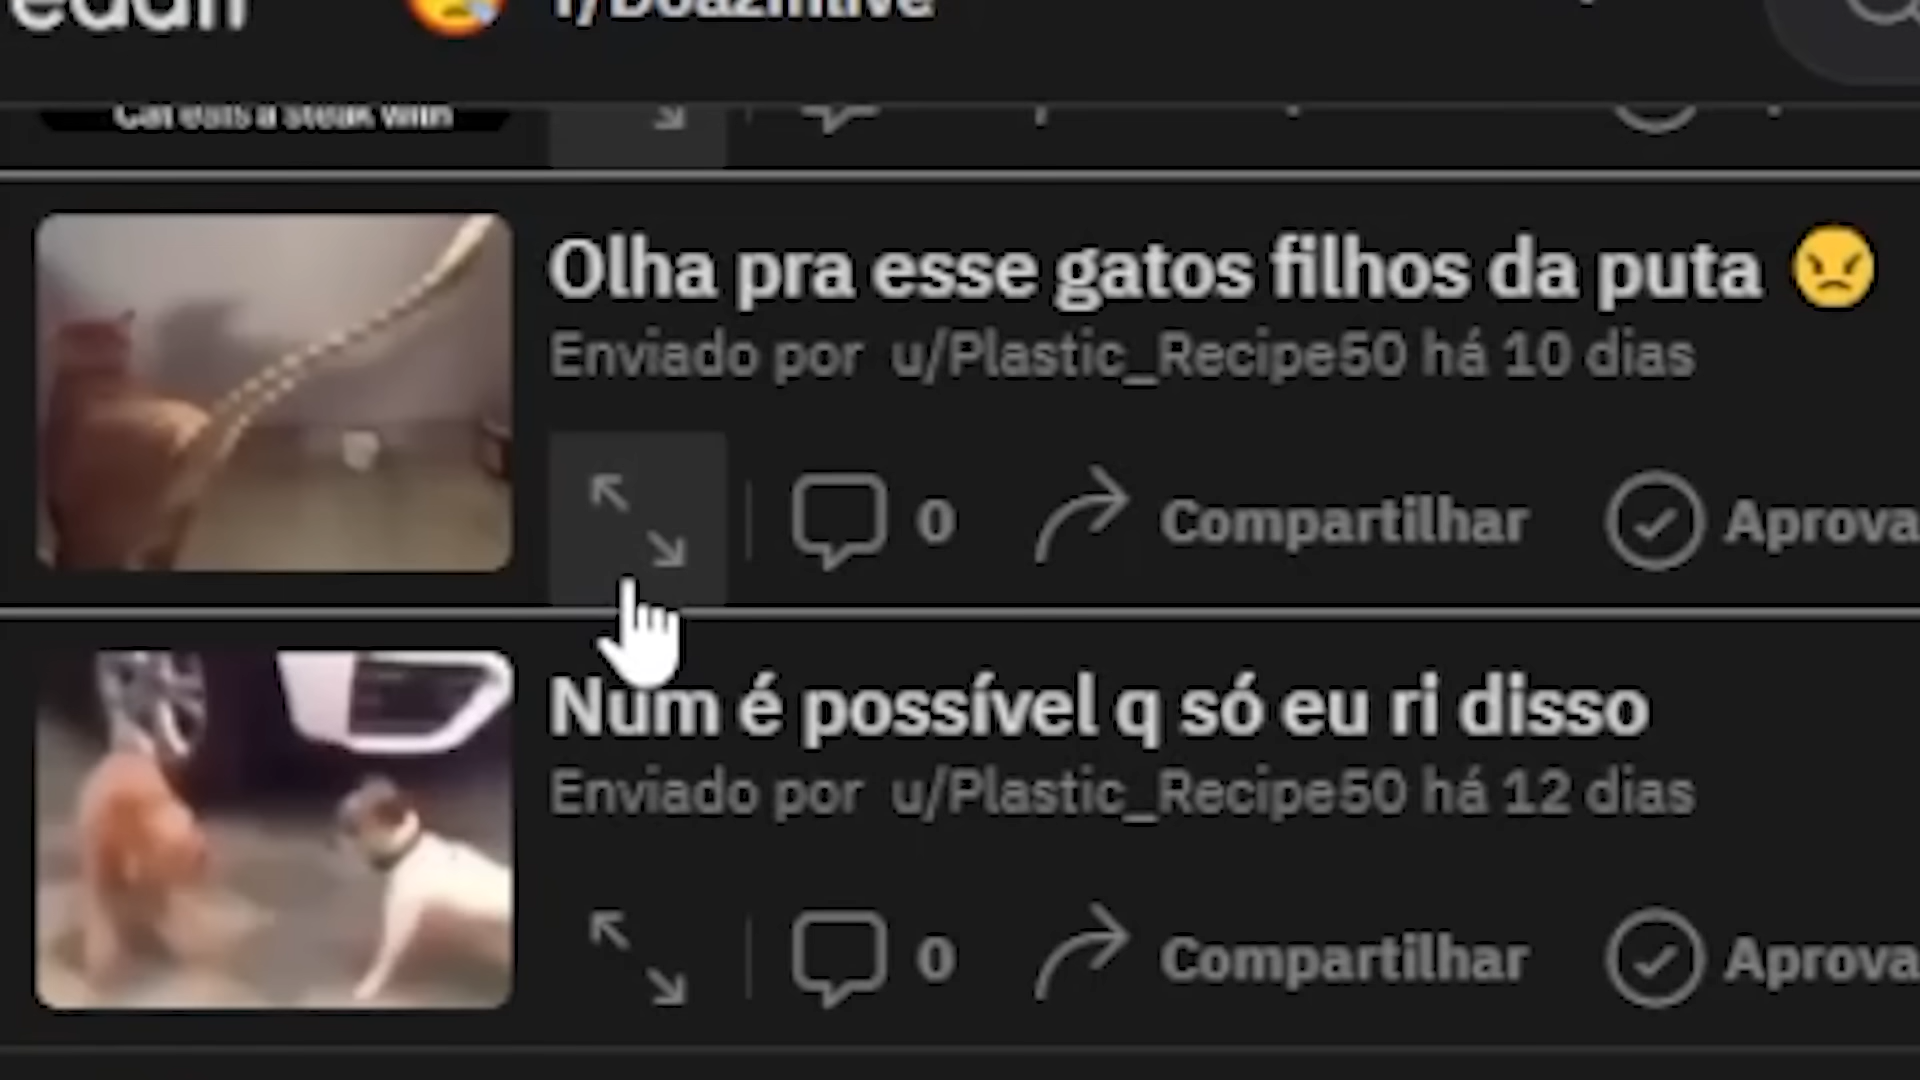 Cat eats a steak with
Olha pra esse gatos filhos da puta 😠
Enviado por u/Plastic_Recipe50 há 10 dias
0 Compartilhar Aprova
Num é possível q só eu ri disso
Enviado por u/Plastic_Recipe50 há 12 dias
0 Compartilhar Aprova